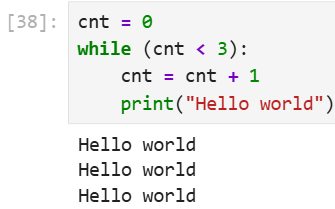 [38]: cnt = 0
while (cnt < 3):
    cnt = cnt + 1
    print("Hello world")
Hello world
Hello world
Hello world